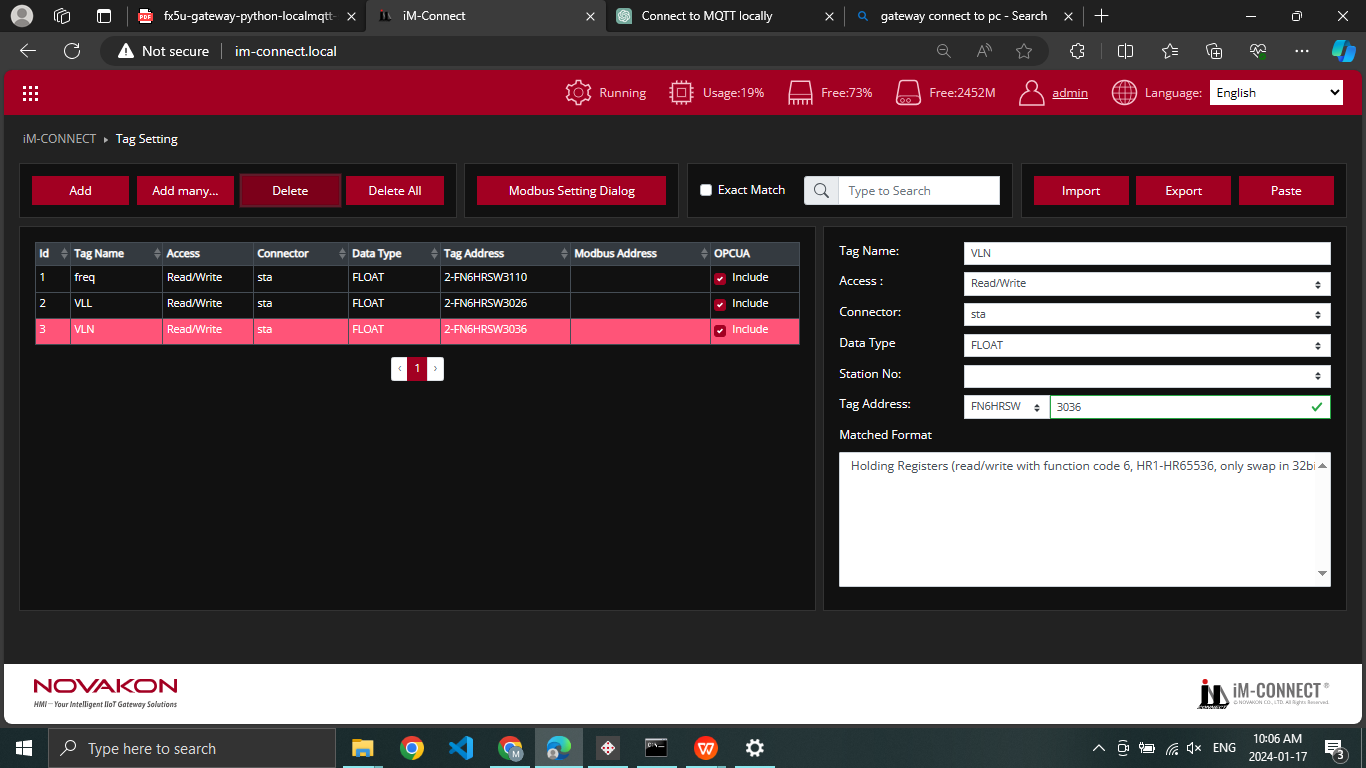 fx5u-gateway-python-localmqtt-
iM-Connect
Connect to MQTT locally
gateway connect to pc - Search
Not secure
im-connect.local
Running
Usage:19%
Free:73%
Free:2452M
admin
Language:
English
iM-CONNECT ▸ Tag Setting
Add
Add many...
Delete
Delete All
Modbus Setting Dialog
Exact Match
Type to Search
Import
Export
Paste
Id Tag Name Access Connector Data Type Tag Address Modbus Address OPCUA
1 freq Read/Write sta FLOAT 2-FN6HRSW3110 Include
2 VLL Read/Write sta FLOAT 2-FN6HRSW3026 Include
3 VLN Read/Write sta FLOAT 2-FN6HRSW3036 Include
‹ 1 ›
Tag Name: VLN
Access : Read/Write
Connector: sta
Data Type FLOAT
Station No:
Tag Address: FN6HRSW 3036
Matched Format
Holding Registers (read/write with function code 6, HR1-HR65536, only swap in 32bi
NOVAKON
HMI—Your Intelligent IIoT Gateway Solutions
iM-CONNECT ®
© NOVAKON CO., LTD. All Rights Reserved.
Type here to search
M
ENG
10:06 AM
2024-01-17
3